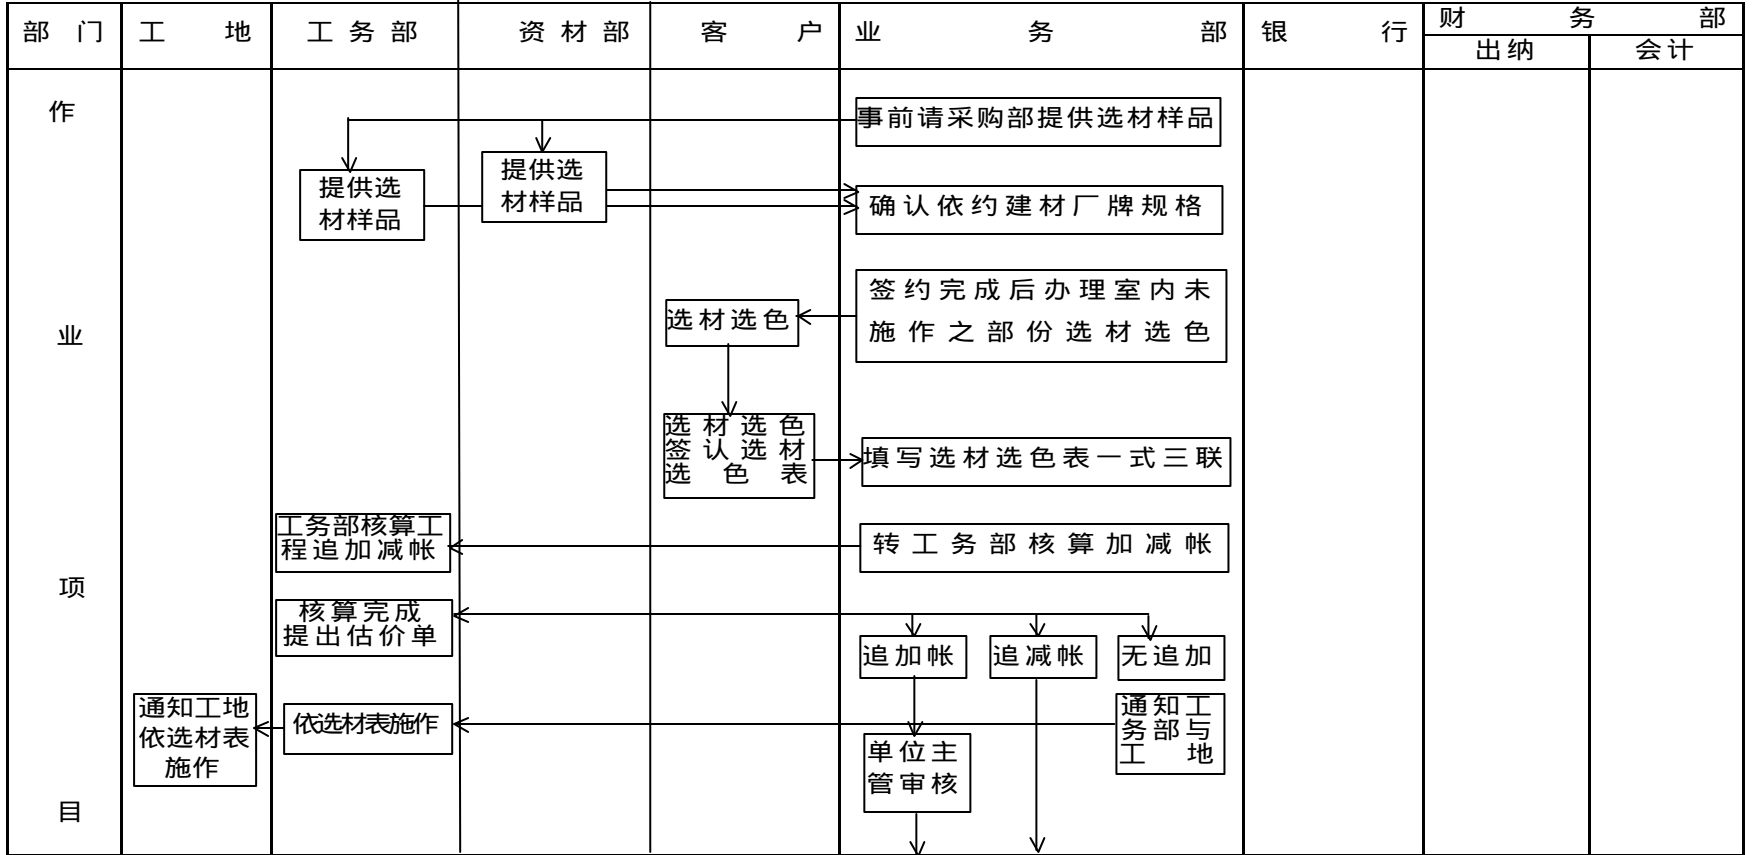 部门
工地
工务部
资材部
客户
业务部
银行
财务部
出纳
会计
作
业
项
目
事前请采购部提供选材样品
提供选
材样品
提供选
材样品
确认依约建材厂牌规格
签约完成后办理室内未
施作之部份选材选色
选材选色
选材选色
签认选材
选色表
填写选材选色表一式三联
工务部核算工
程追加减帐
转工务部核算加减帐
核算完成
提出估价单
追加帐
追减帐
无追加
通知工地
依选材表
施作
依选材表施作
通知工
务部与
工地
单位主
管审核